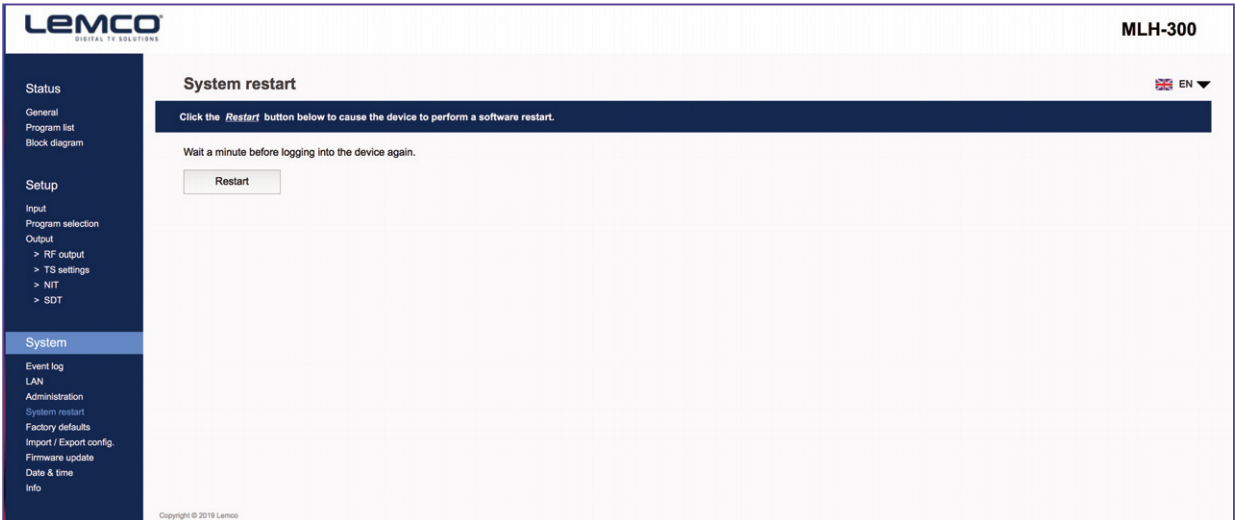 LEMCO
DIGITAL TV SOLUTIONS
MLH-300
Status
General
Program list
Block diagram
Setup
Input
Program selection
Output
> RF output
> TS settings
> NIT
> SDT
System
Event log
LAN
Administration
System restart
Factory defaults
Import / Export config.
Firmware update
Date & time
Info
System restart
EN
Click the Restart button below to cause the device to perform a software restart.
Wait a minute before logging into the device again.
Restart
Copyright © 2019 Lemco